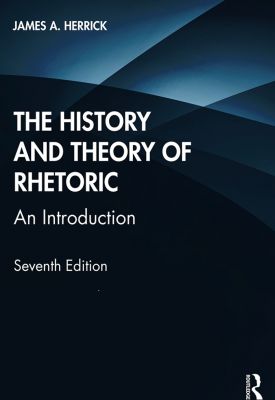 JAMES A. HERRICK
THE HISTORY
AND THEORY OF
RHETORIC
An Introduction
Seventh Edition
ROUTLEDGE